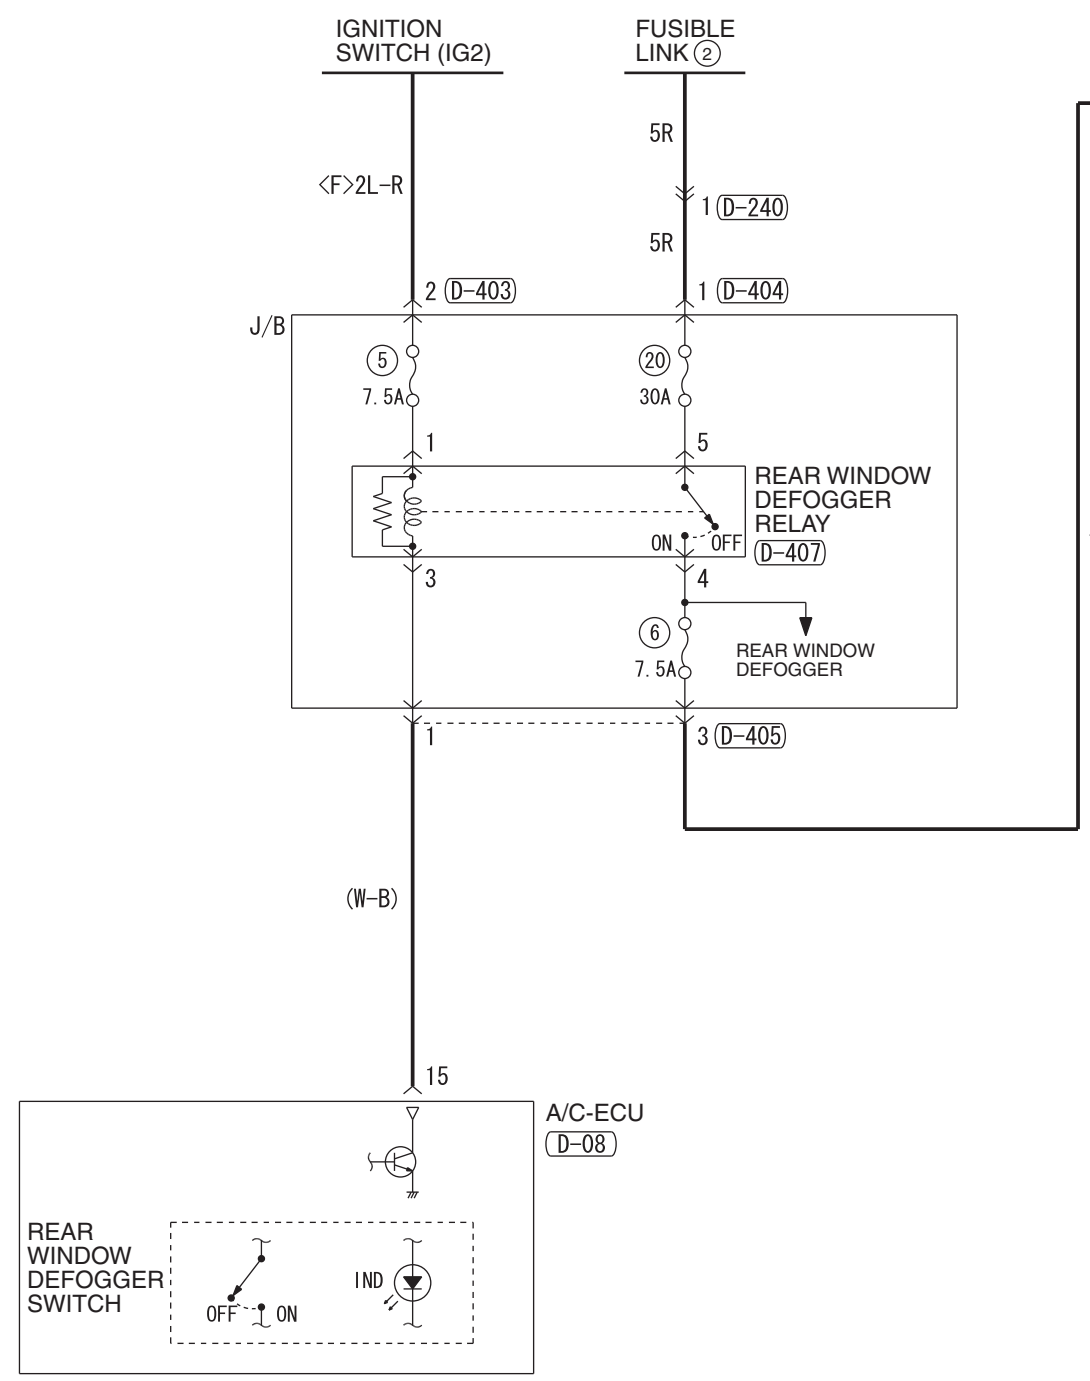 IGNITION
SWITCH (IG2)
FUSIBLE
LINK ②
5R
<F>2L-R
1 D-240
5R
2 D-403
1 D-404
J/B
5
7.5A
20
30A
1
5
REAR WINDOW
DEFOGGER
RELAY
D-407
ON
OFF
3
4
6
7.5A
REAR WINDOW
DEFOGGER
1
3 D-405
(W-B)
15
A/C-ECU
D-08
REAR
WINDOW
DEFOGGER
SWITCH
OFF
ON
IND